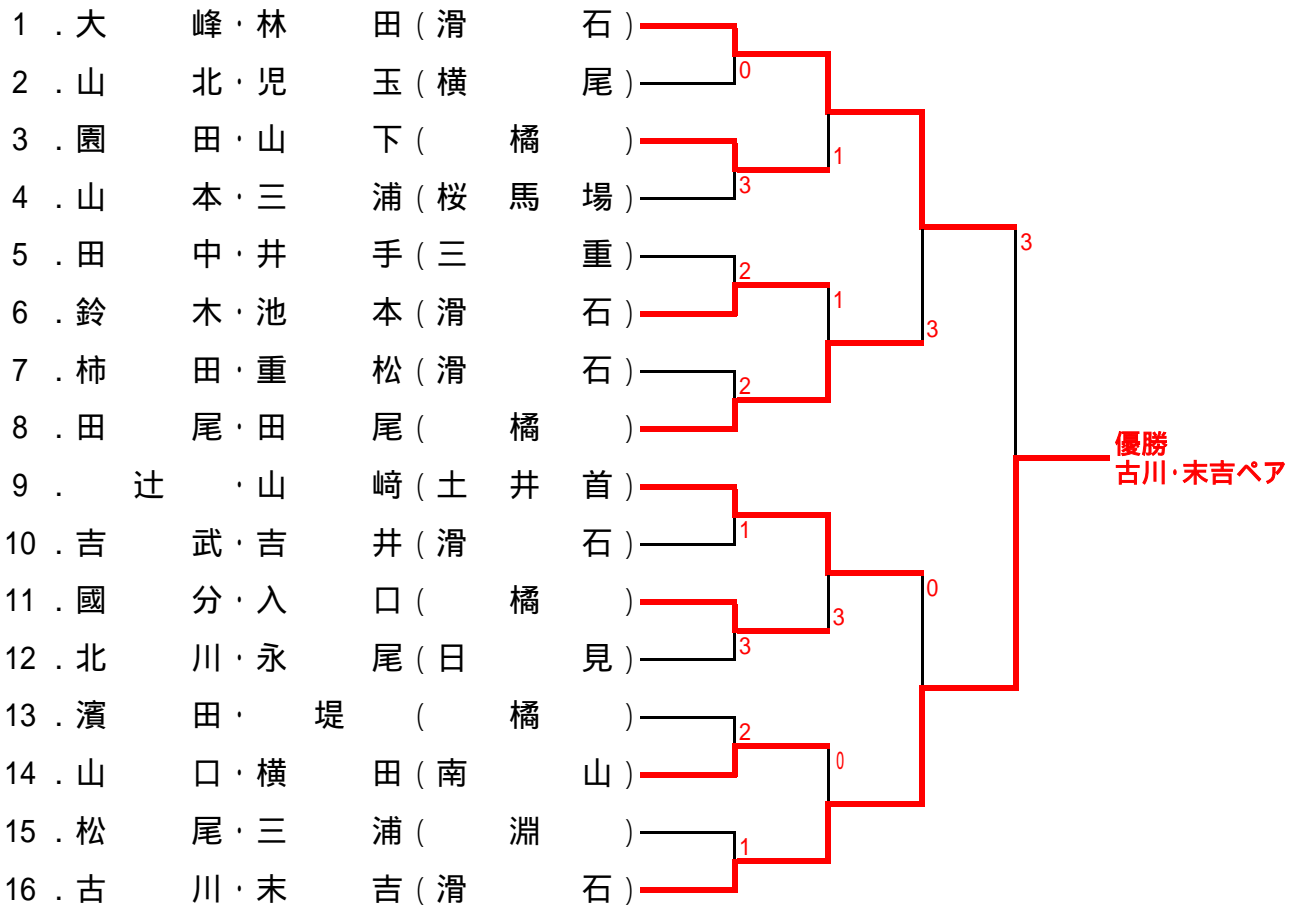 1 .大 峰・林 田(滑 石)
2 .山 北・児 玉(横 尾)
0
3 .園 田・山 下( 橘 )
1
4 .山 本・三 浦(桜 馬 場)
3
5 .田 中・井 手(三 重)
3
2
6 .鈴 木・池 本(滑 石)
1
3
7 .柿 田・重 松(滑 石)
2
8 .田 尾・田 尾( 橘 )
優勝
古川・末吉ペア
9 . 辻 ・山 﨑(土 井 首)
10 .吉 武・吉 井(滑 石)
1
11 .國 分・入 口( 橘 )
0
3
12 .北 川・永 尾(日 見)
3
13 .濱 田・ 堤 ( 橘 )
2
14 .山 口・横 田(南 山)
0
15 .松 尾・三 浦( 淵 )
1
16 .古 川・末 吉(滑 石)